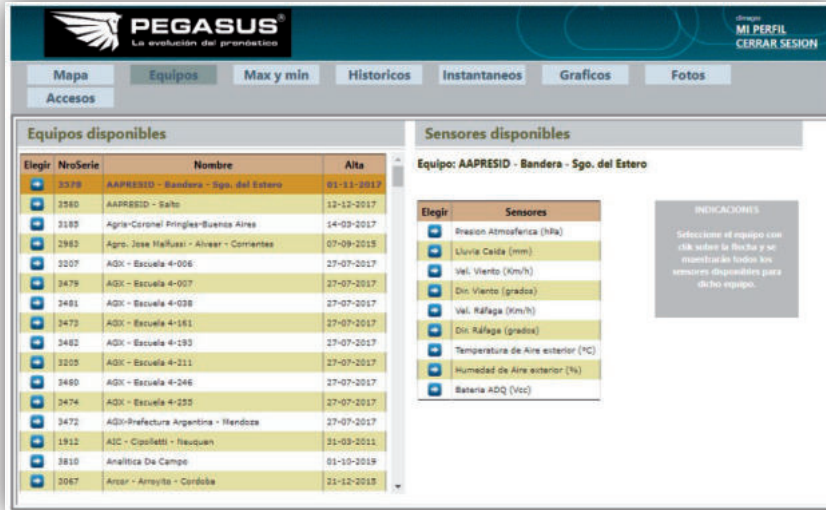 PEGASUS®
La evolución del pronóstico
MI PERFIL
CERRAR SESION
Mapa
Equipos
Max y min
Historicos
Instantaneos
Graficos
Fotos
Accesos
Equipos disponibles
Elegir NroSerie Nombre Alta
3578 AAPRESID - Bandera - Sgo. del Estero 01-11-2017
3580 AAPRESID - Salto 12-12-2017
3185 Agris-Coronel Pringles-Buenos Aires 14-03-2017
2983 Agro. Jose Malfussi - Alvear - Corrientes 07-09-2015
3207 AGX - Escuela 4-006 27-07-2017
3479 AGX - Escuela 4-007 27-07-2017
3481 AGX - Escuela 4-038 27-07-2017
3473 AGX - Escuela 4-161 27-07-2017
3482 AGX - Escuela 4-193 27-07-2017
3205 AGX - Escuela 4-211 27-07-2017
3480 AGX - Escuela 4-246 27-07-2017
3474 AGX - Escuela 4-255 27-07-2017
3472 AGX-Prefectura Argentina - Mendoza 27-07-2017
1912 AIC - Cipolletti - Neuquen 31-03-2011
3810 Analitica De Campo 01-10-2019
3067 Arcor - Arroyito - Cordoba 21-12-2015
Sensores disponibles
Equipo: AAPRESID - Bandera - Sgo. del Estero
Elegir Sensores
Presion Atmosferica (hPa)
Lluvia Caida (mm)
Vel. Viento (Km/h)
Dir. Viento (grados)
Vel. Ráfaga (Km/h)
Dir. Ráfaga (grados)
Temperatura de Aire exterior (ºC)
Humedad de Aire exterior (%)
Bateria ADQ (Vcc)
INDICACIONES
Seleccione el equipo con
clik sobre la flecha y se
mostrarán todos los
sensores disponibles para
dicho equipo.